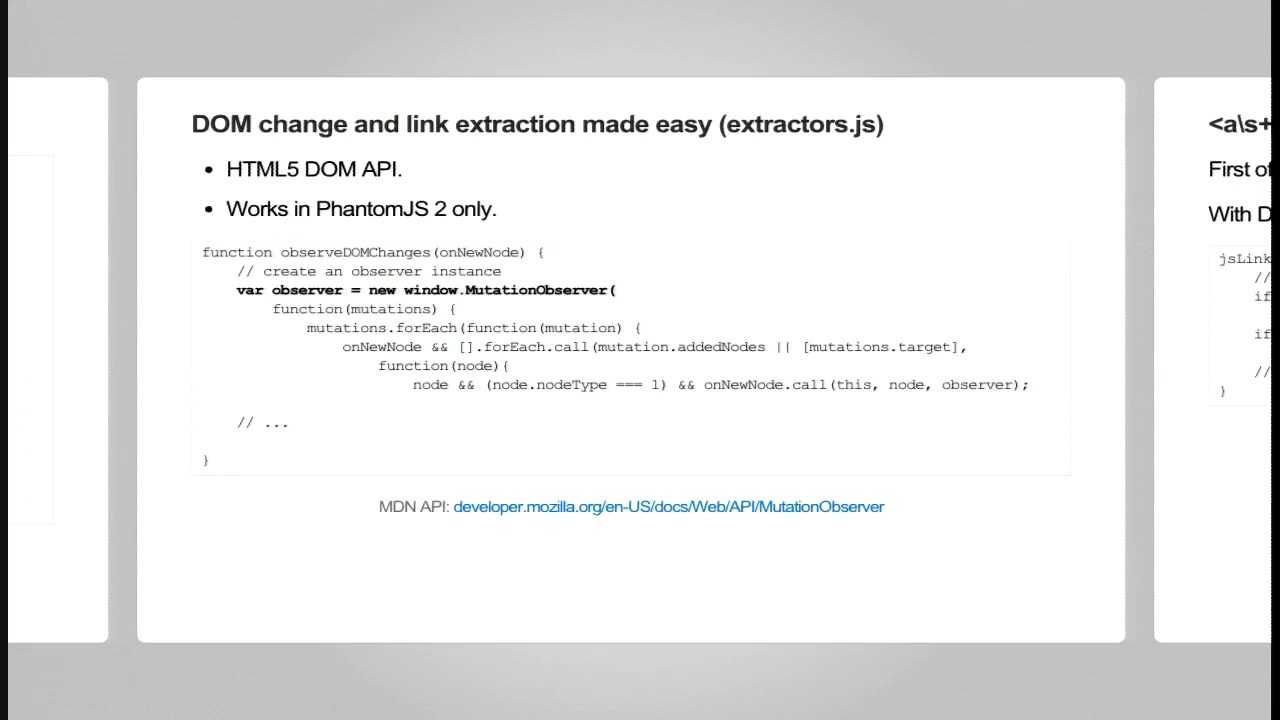 DOM change and link extraction made easy (extractors.js)
• HTML5 DOM API.
• Works in PhantomJS 2 only.
function observeDOMChanges(onNewNode) {
    // create an observer instance
    var observer = new window.MutationObserver(
        function(mutations) {
            mutations.forEach(function(mutation) {
                onNewNode && [].forEach.call(mutation.addedNodes || [mutations.target],
                    function(node){
                        node && (node.nodeType === 1) && onNewNode.call(this, node, observer);
    // ...
}
MDN API: developer.mozilla.org/en-US/docs/Web/API/MutationObserver
<a\s+
First of
With D
jsLink
    //
    if
    if
    //
}